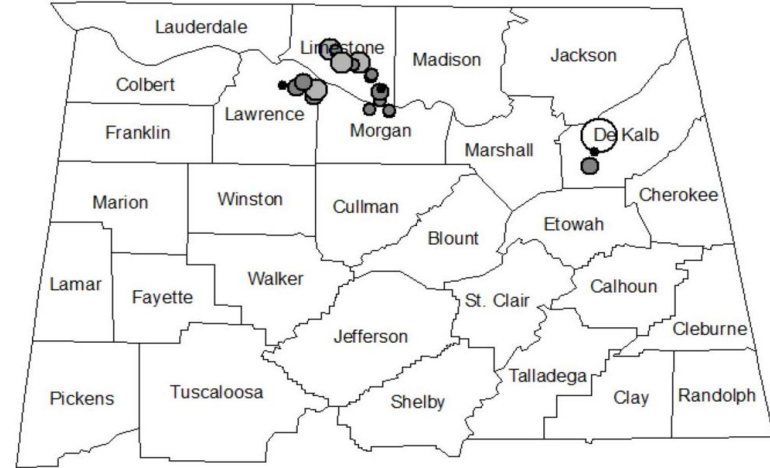 Lauderdale
Limestone
Madison
Jackson
Colbert
Lawrence
Franklin
Morgan
De Kalb
Marshall
Marion
Winston
Cullman
Cherokee
Etowah
Blount
Lamar
Fayette
Walker
St. Clair
Calhoun
Jefferson
Cleburne
Pickens
Tuscaloosa
Shelby
Talladega
Clay
Randolph